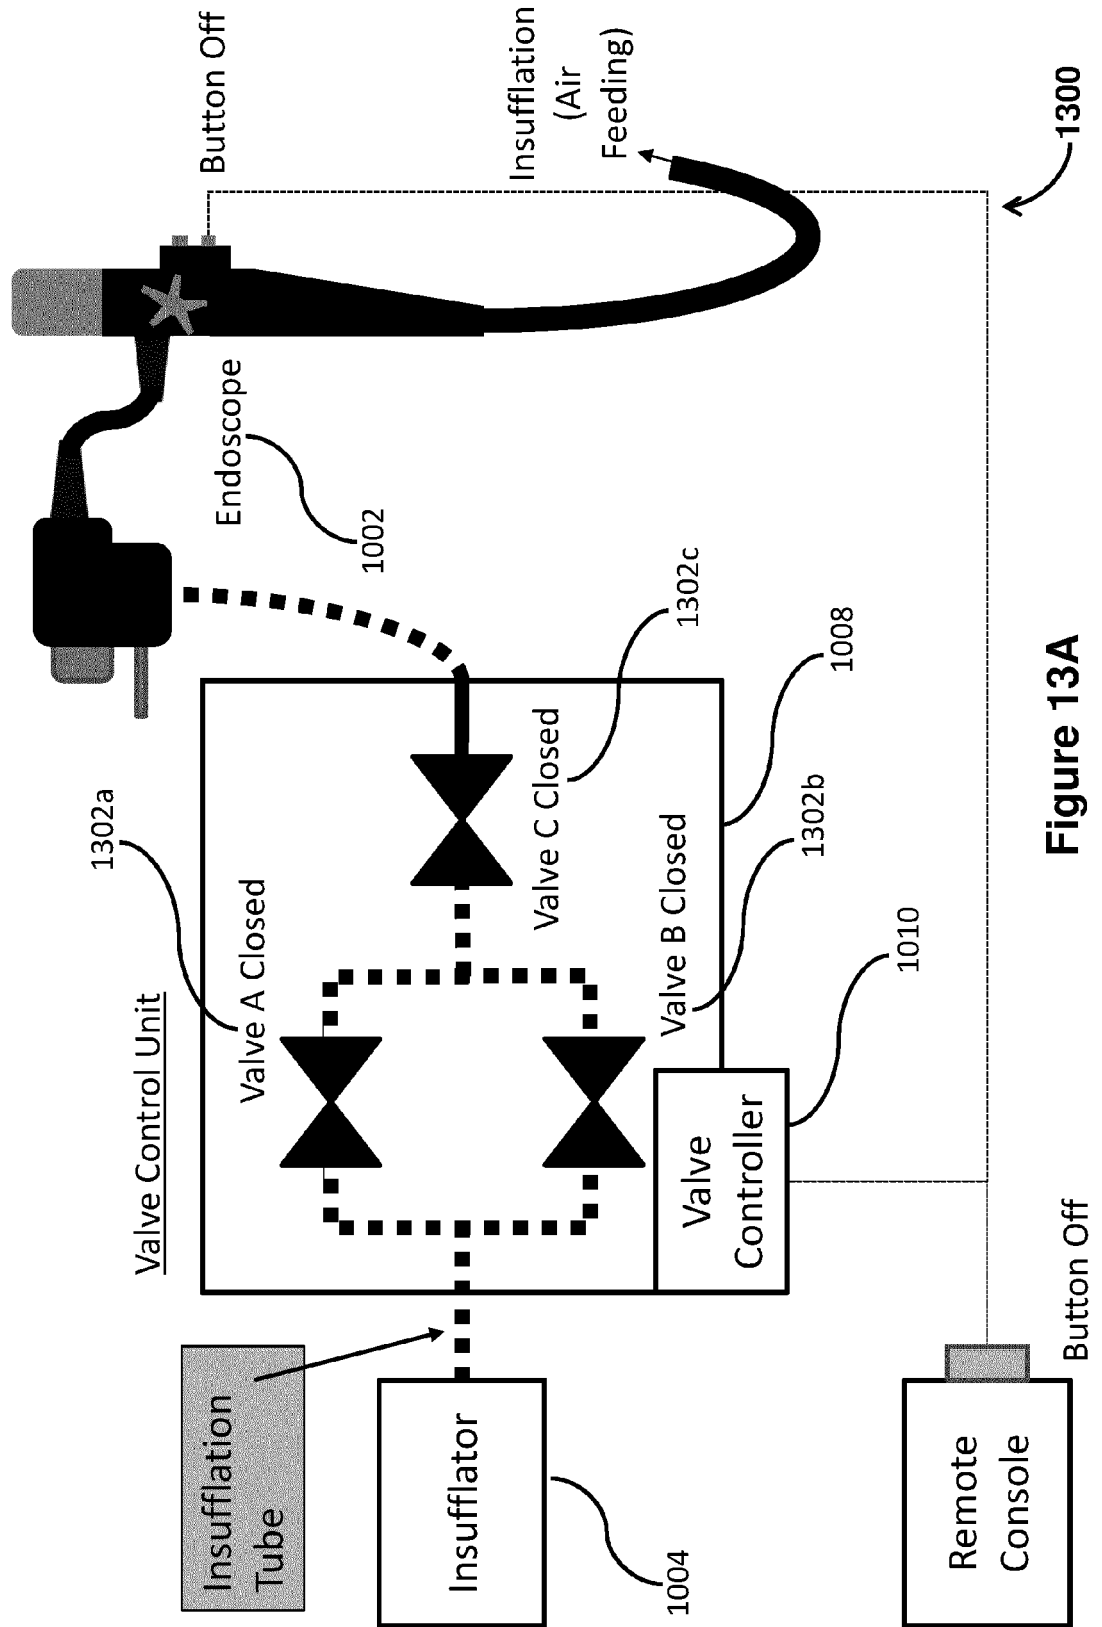 Button Off
Insufflation
(Air
Feeding)
1300
Endoscope
1002
1302c
1008
1302a
Valve C Closed
Valve A Closed
Valve B Closed
1302b
1010
Valve Control Unit
Valve
Controller
Insufflation
Tube
Insufflator
1004
Remote
Console
Button Off
Figure 13A